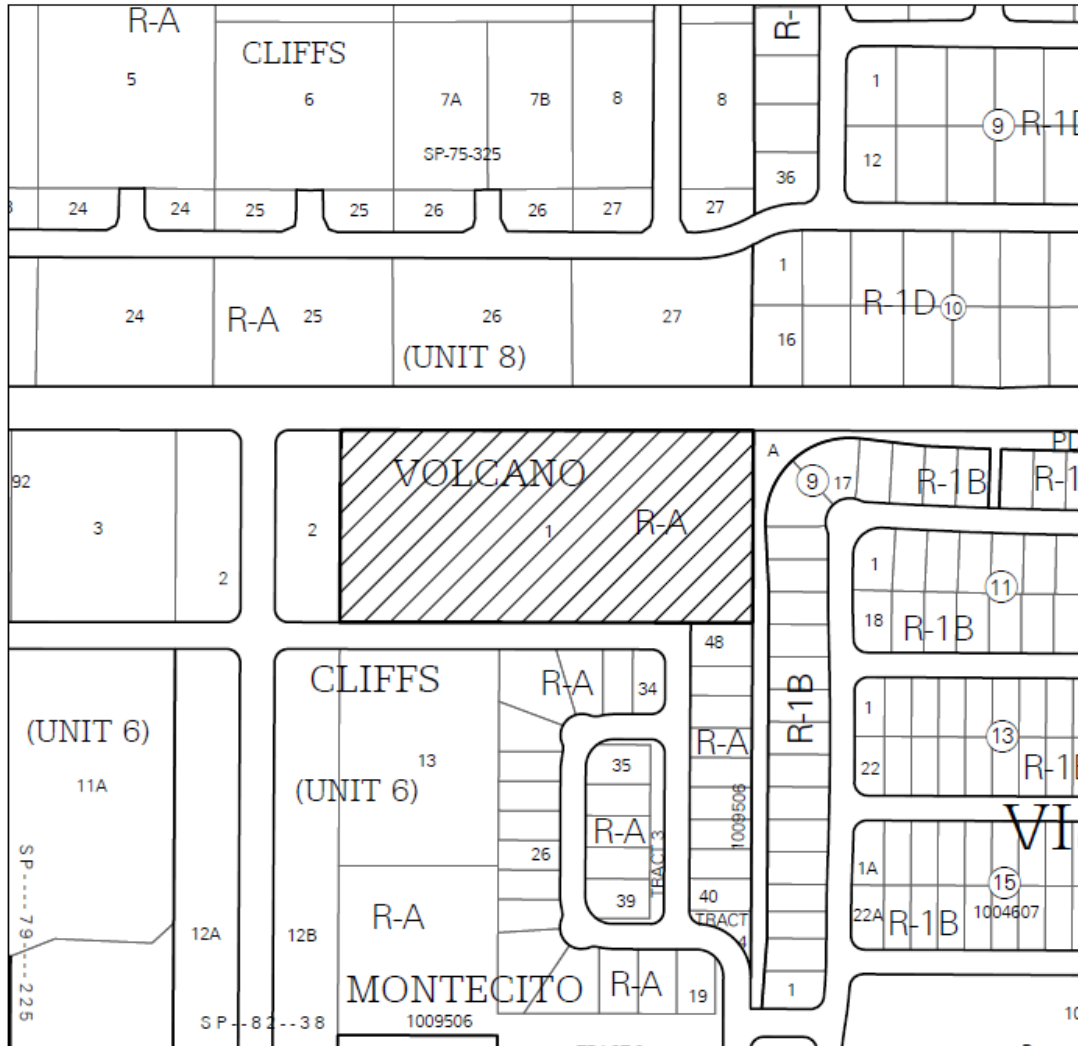 R-A
R-
CLIFFS
5
6
7A
7B
8
8
1
9
R-1D
SP-75-325
12
36
24
24
25
25
26
26
27
27
1
24
R-A
25
26
27
R-1D
10
16
(UNIT 8)
A
PD
92
VOLCANO
9
17
R-1B
R-1
3
2
1
R-A
2
1
11
18
R-1B
48
CLIFFS
R-A
34
R-1B
1
(UNIT 6)
13
R-A
13
35
22
R-1B
11A
(UNIT 6)
1009506
R-A
VI
26
TRACT 3
1A
15
SP----79---225
39
40
1004607
R-A
TRACT
22A
R-1B
12A
12B
4
MONTECITO
R-A
19
1
SP--82--38
1009506
10